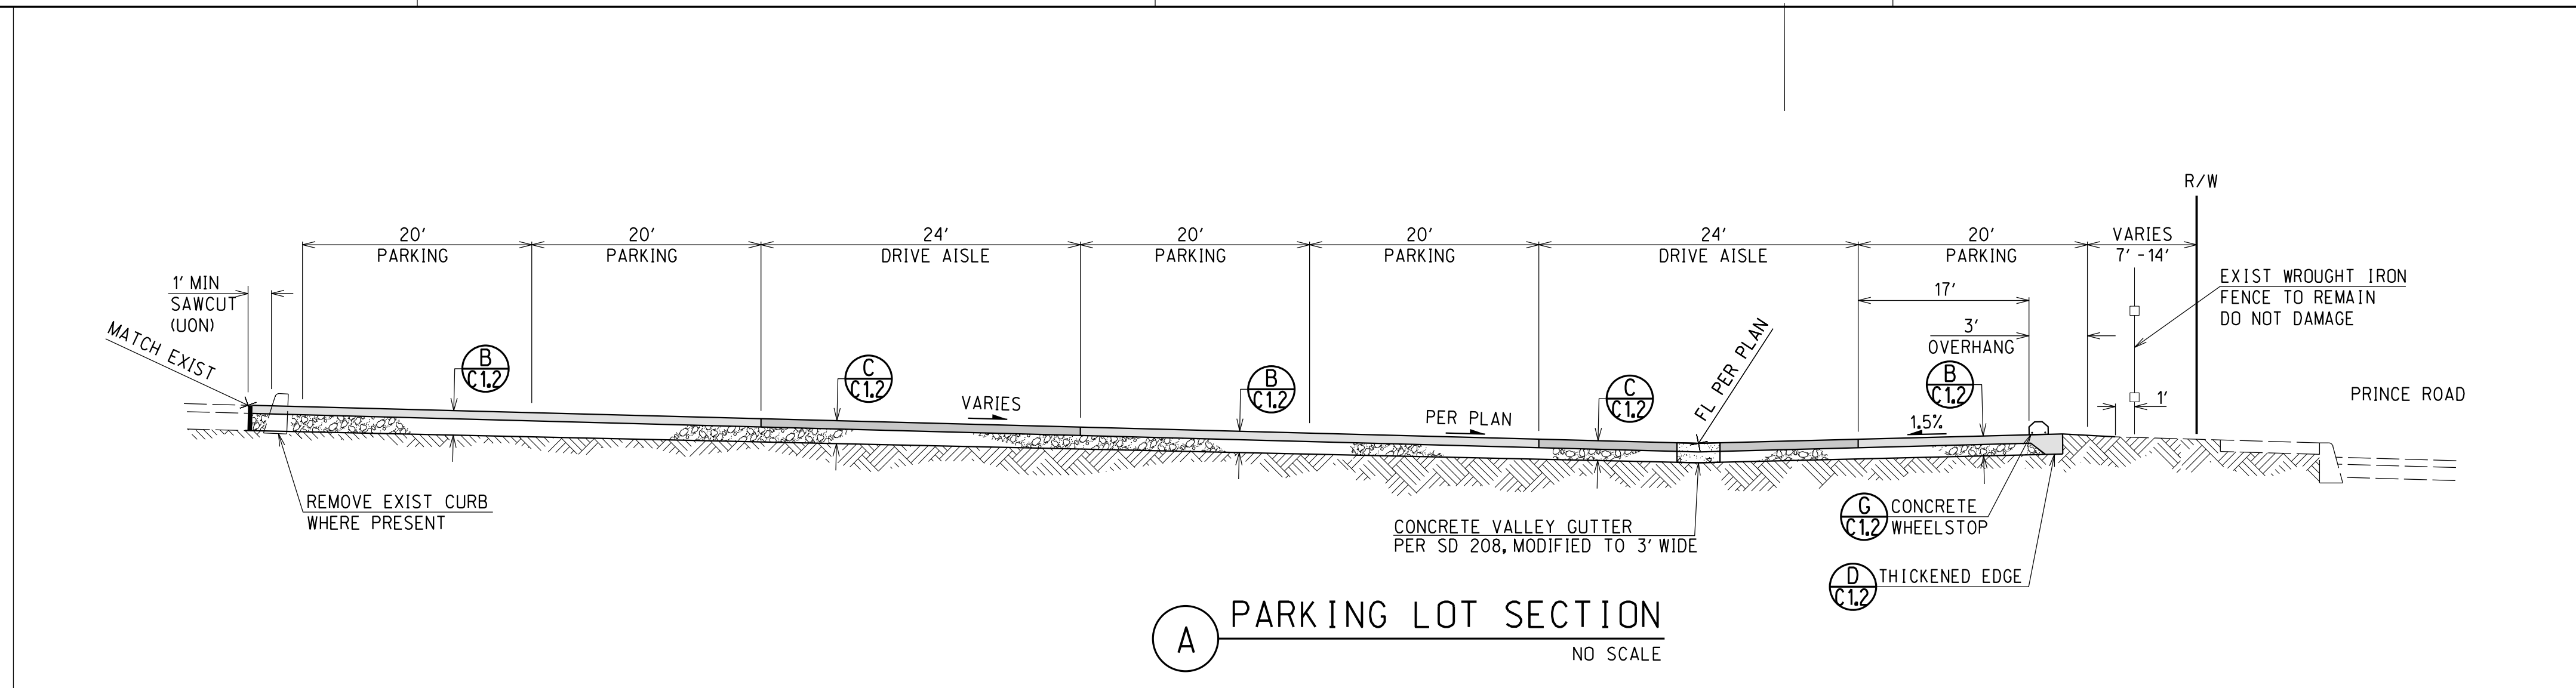 R/W
20'
PARKING
20'
PARKING
24'
DRIVE AISLE
20'
PARKING
20'
PARKING
24'
DRIVE AISLE
20'
PARKING
VARIES
7' -14'
1' MIN
SAWCUT
(UON)
MATCH EXIST
17'
3'
OVERHANG
EXIST WROUGHT IRON
FENCE TO REMAIN
DO NOT DAMAGE
B
C1.2
C
C1.2
VARIES
B
C1.2
PER PLAN
C
C1.2
FL PER PLAN
B
C1.2
1.5%
1'
PRINCE ROAD
REMOVE EXIST CURB
WHERE PRESENT
CONCRETE VALLEY GUTTER
PER SD 208, MODIFIED TO 3' WIDE
G
C1.2
CONCRETE
WHEELSTOP
D
C1.2
THICKENED EDGE
A
PARKING LOT SECTION
NO SCALE